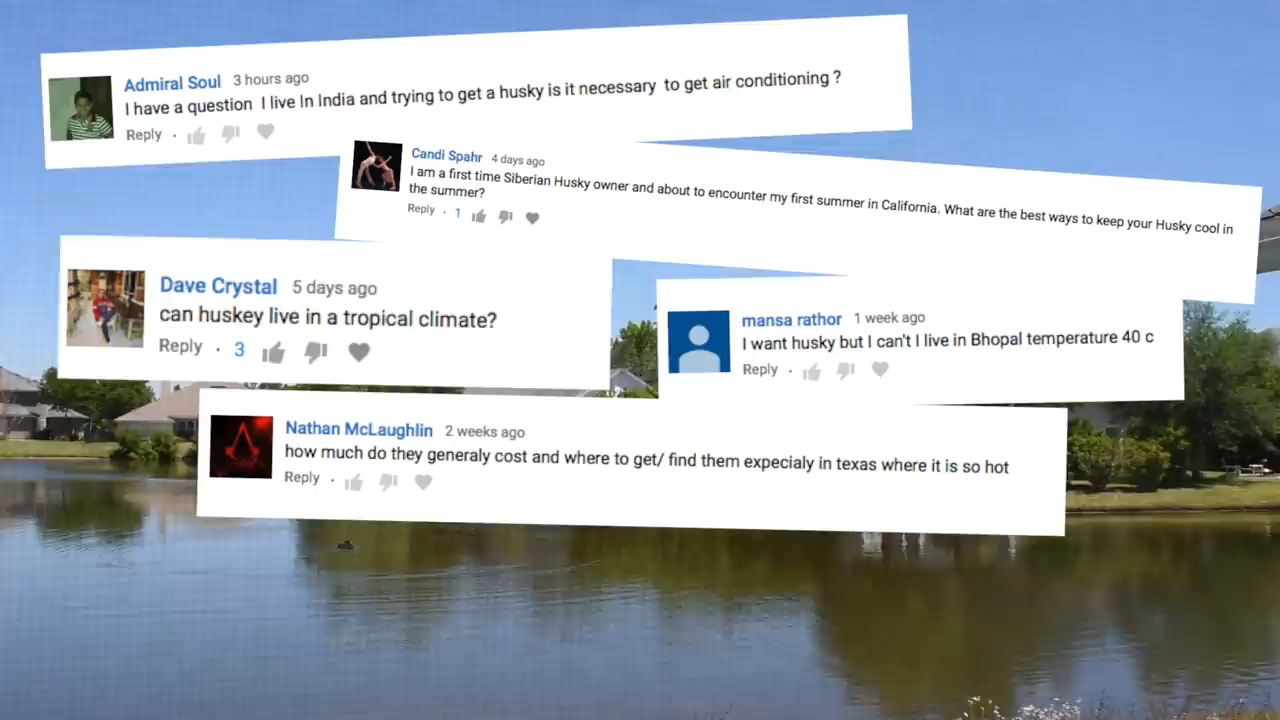 Admiral Soul 3 hours ago
I have a question I live In India and trying to get a husky is it necessary to get air conditioning ?
Reply ·
Candi Spahr 4 days ago
I am a first time Siberian Husky owner and about to encounter my first summer in California. What are the best ways to keep your Husky cool in
the summer?
Reply · 1
Dave Crystal 5 days ago
can huskey live in a tropical climate?
Reply · 3
mansa rathor 1 week ago
I want husky but I can't I live in Bhopal temperature 40 c
Reply ·
Nathan McLaughlin 2 weeks ago
how much do they generaly cost and where to get/ find them expecialy in texas where it is so hot
Reply ·